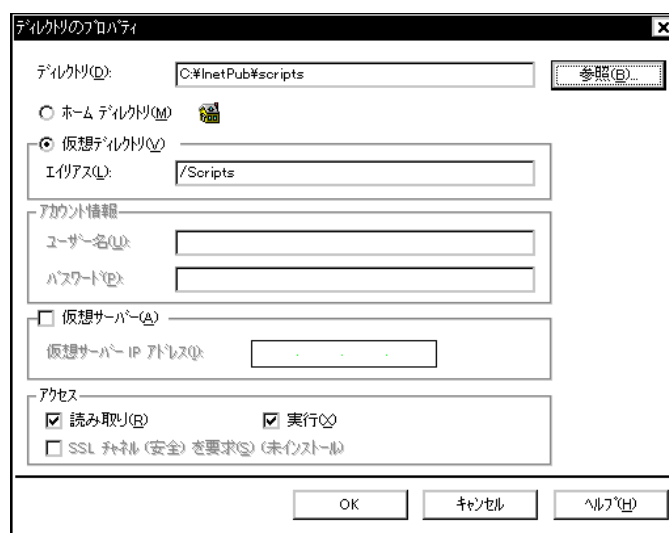 ディレクトリのプロパティ
ディレクトリ(D): C:¥InetPub¥scripts 参照(B)...
ホーム ディレクトリ(M)
仮想ディレクトリ(V)
エイリアス(L): /Scripts
アカウント情報
ユーザー名(U):
パスワード(P):
仮想サーバー(A)
仮想サーバー IP アドレス(I):
アクセス
読み取り(R) 実行(X)
SSL チャネル (安全) を要求(S) (未インストール)
OK キャンセル ヘルプ(H)